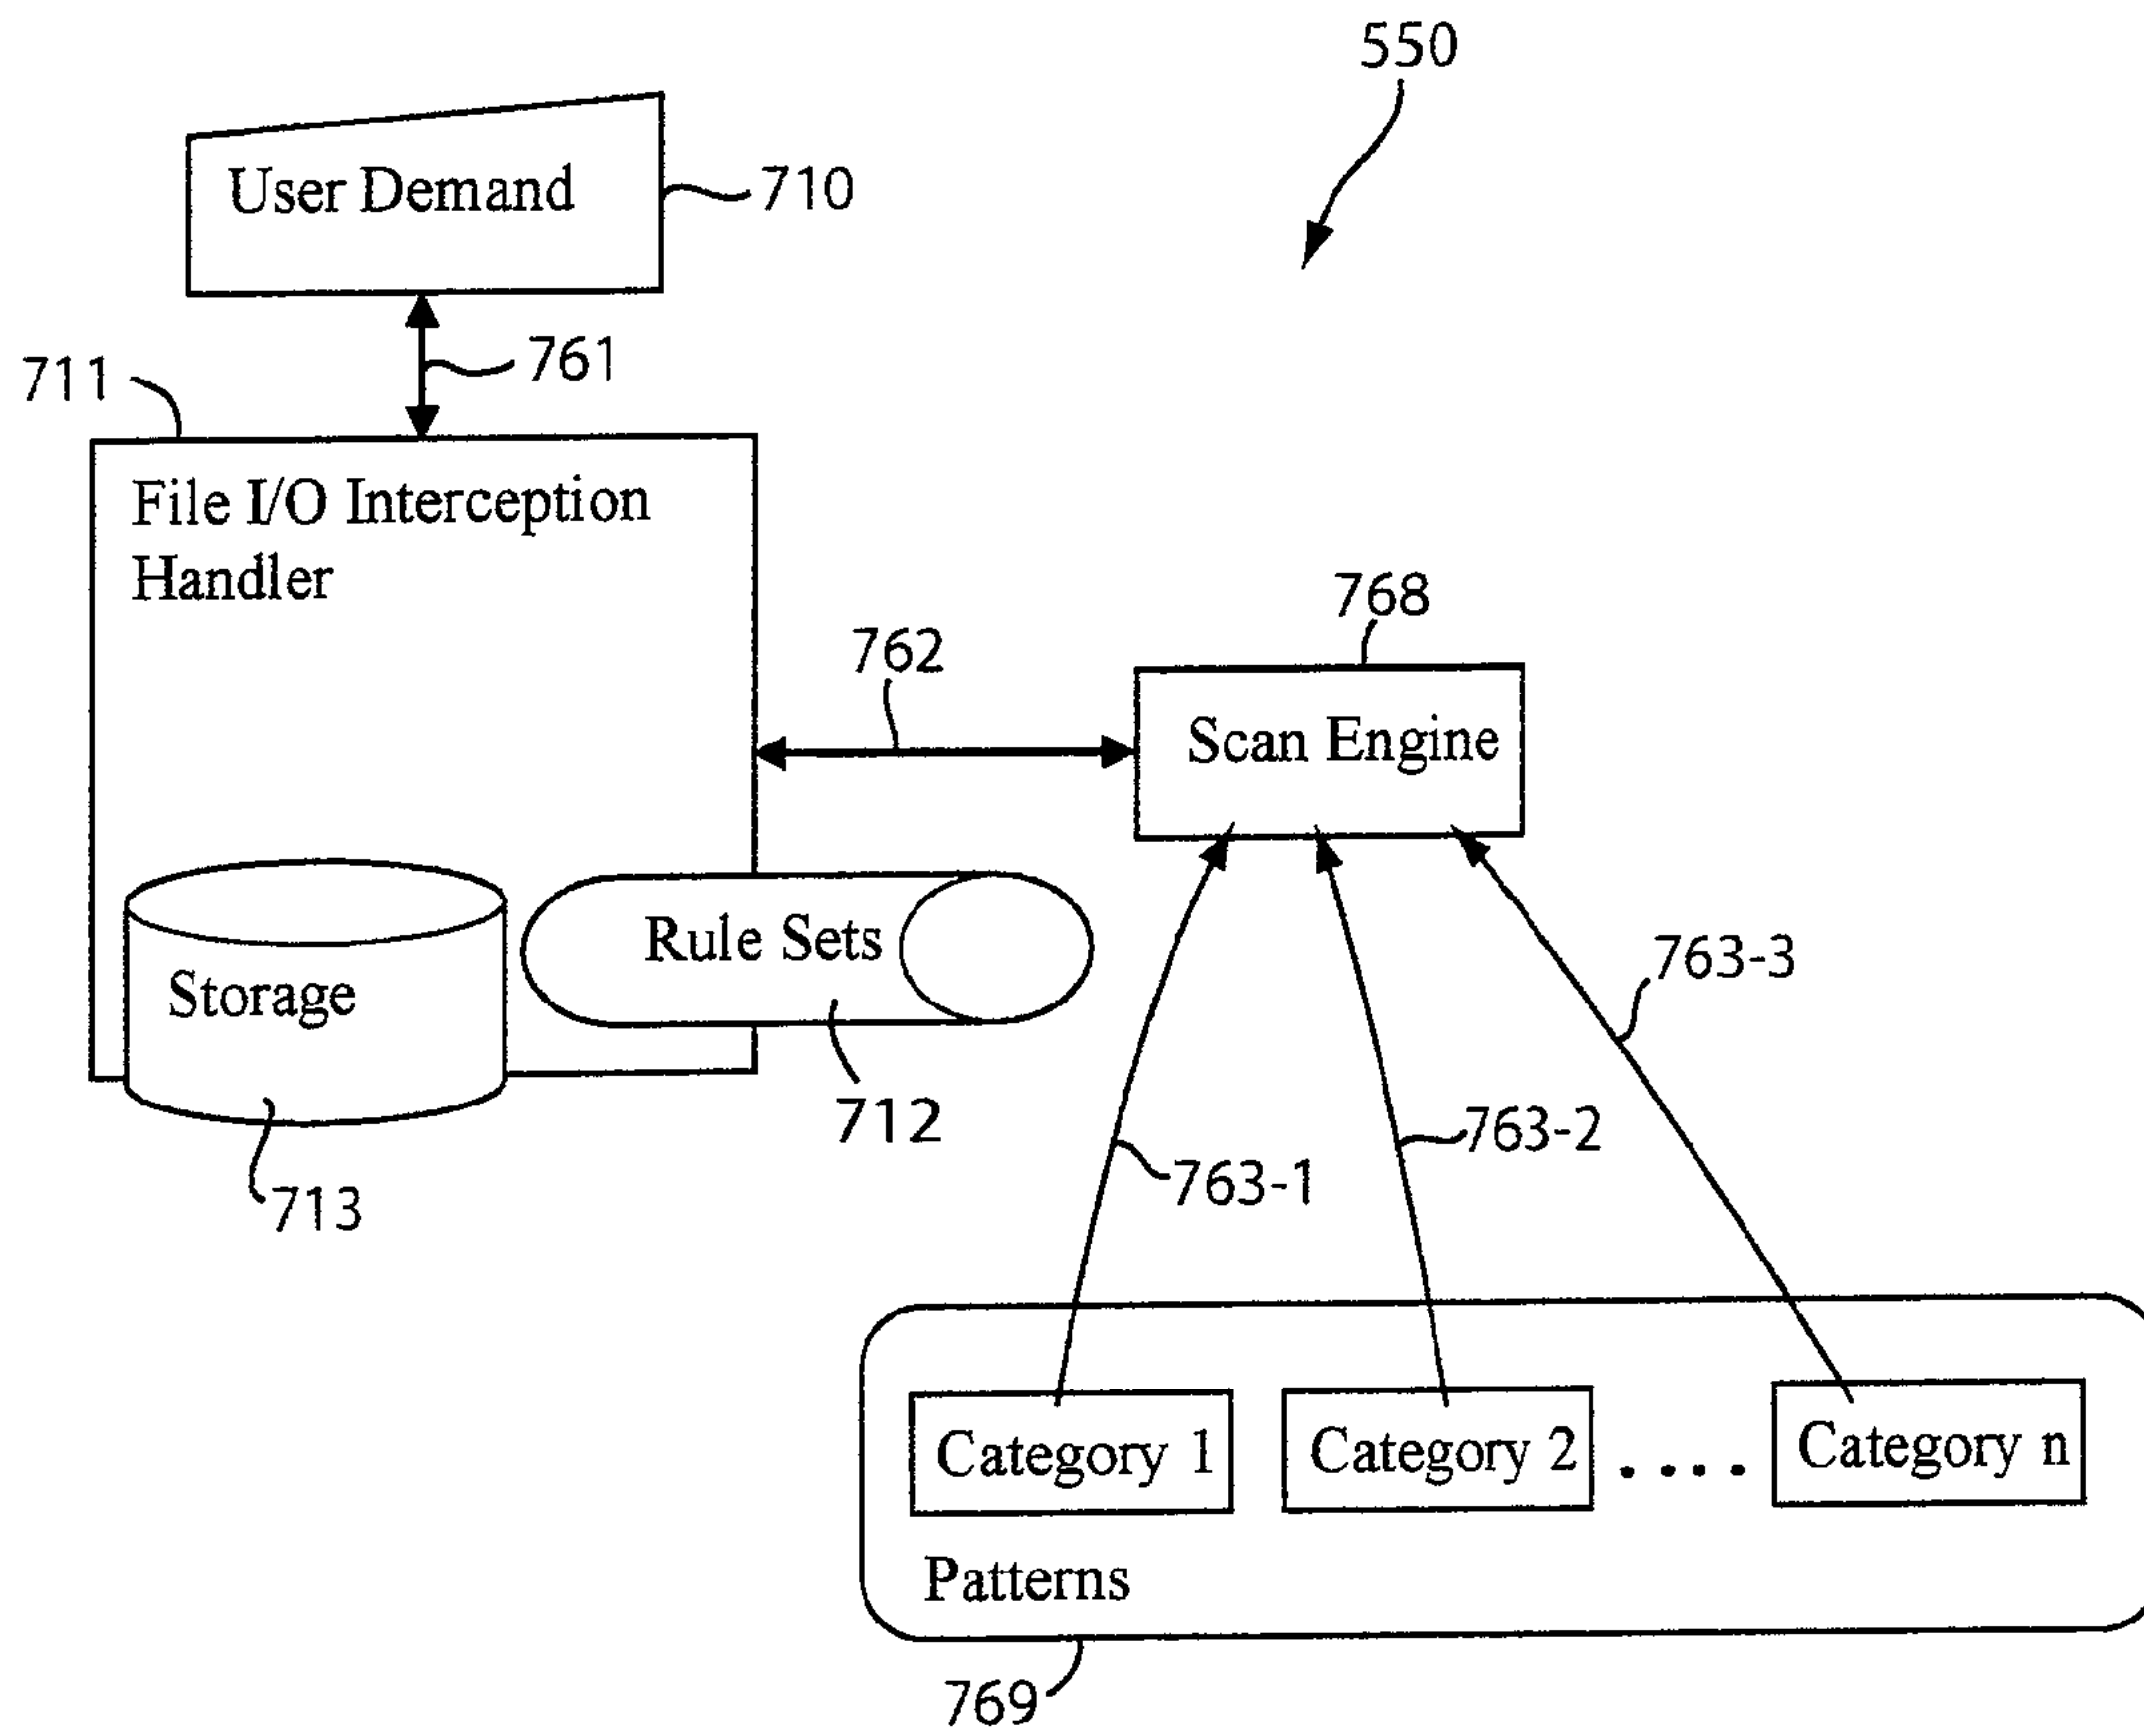 550
User Demand
710
761
711
File I/O Interception
Handler
768
762
Scan Engine
Rule Sets
763-3
Storage
712
763-2
763-1
713
Category 1
Category 2
....
Category n
Patterns
769